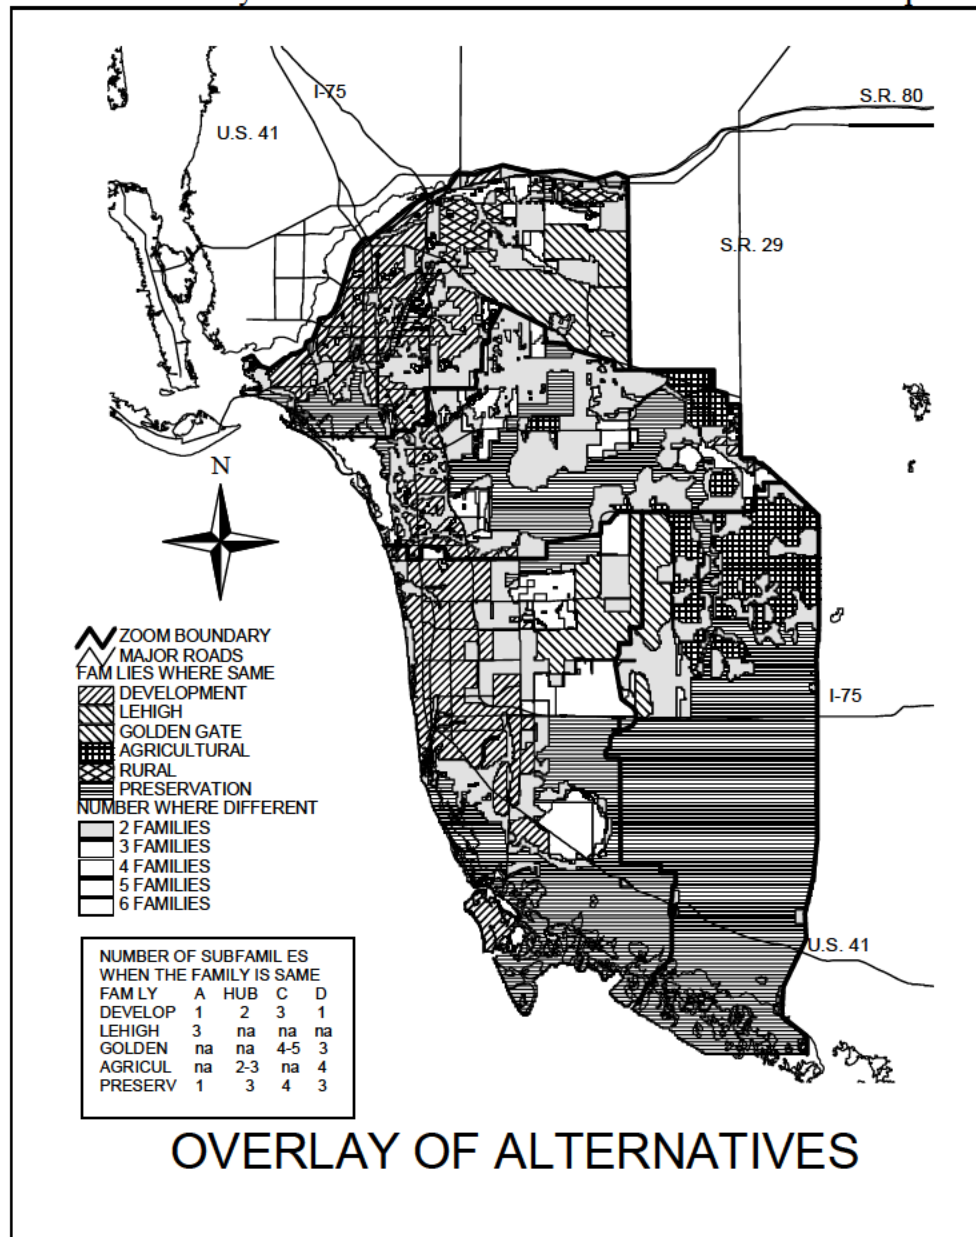 I-75
S.R. 80
U.S. 41
S.R. 29
N
ZOOM BOUNDARY
MAJOR ROADS
FAM LIES WHERE SAME
DEVELOPMENT
LEHIGH
GOLDEN GATE
AGRICULTURAL
RURAL
PRESERVATION
NUMBER WHERE DIFFERENT
2 FAMILIES
3 FAMILIES
4 FAMILIES
5 FAMILIES
6 FAMILIES
I-75
U.S. 41
NUMBER OF SUBFAMIL ES
WHEN THE FAMILY IS SAME
FAM LY A HUB C D
DEVELOP 1 2 3 1
LEHIGH 3 na na na
GOLDEN na na 4-5 3
AGRICUL na 2-3 na 4
PRESERV 1 3 4 3
OVERLAY OF ALTERNATIVES